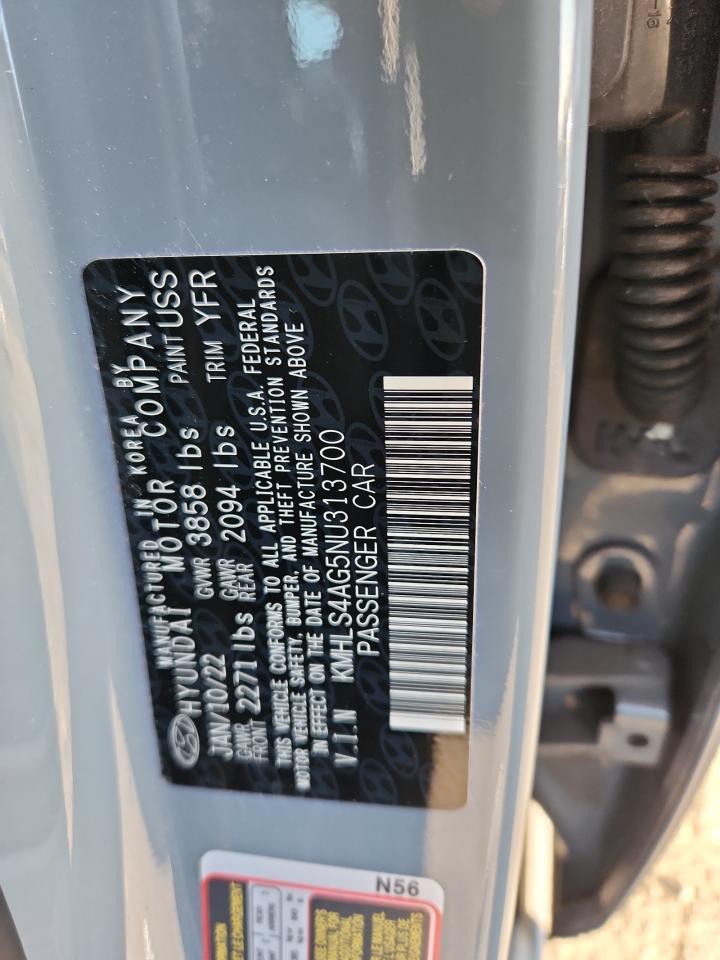 MANUFACTURED IN KOREA BY
HYUNDAI MOTOR COMPANY
JAN/10/22 GVWR 3858 lbs PAINT USS
GAWR FRONT 2271 lbs GAWR REAR 2094 lbs TRIM YFR
THIS VEHICLE CONFORMS TO ALL APPLICABLE U.S.A. FEDERAL
MOTOR VEHICLE SAFETY, BUMPER, AND THEFT PREVENTION STANDARDS
IN EFFECT ON THE DATE OF MANUFACTURE SHOWN ABOVE
V.I.N KMHLS4AG5NU313700
PASSENGER CAR
N56